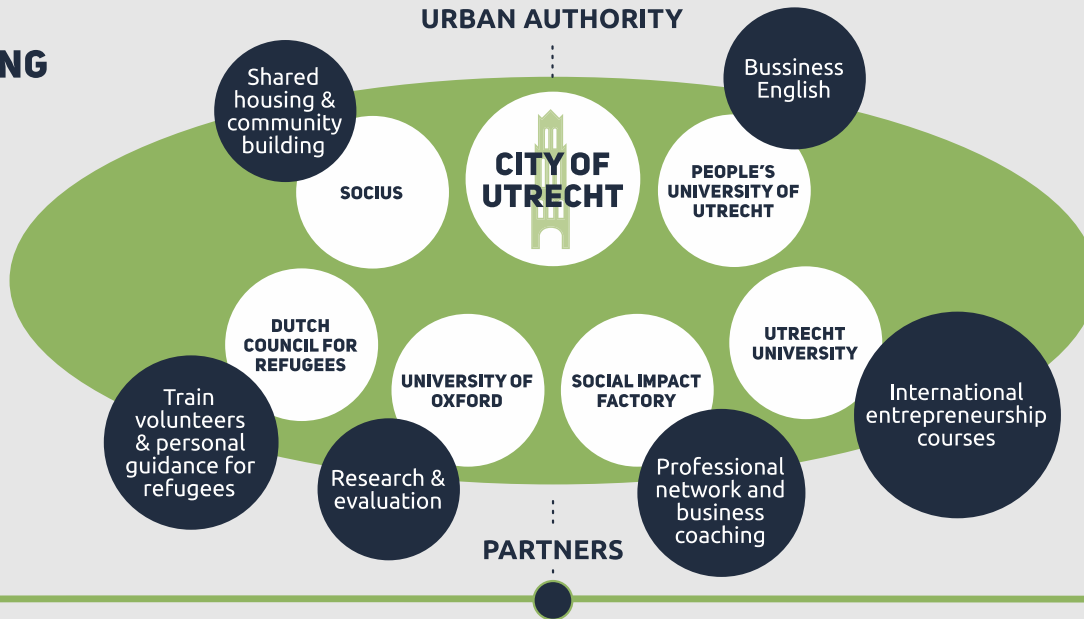 URBAN AUTHORITY
NG
Shared
housing &
community
building
Bussiness
English
SOCIUS
CITY OF
UTRECHT
PEOPLE'S
UNIVERSITY OF
UTRECHT
DUTCH
COUNCIL FOR
REFUGEES
UNIVERSITY OF
OXFORD
SOCIAL IMPACT
FACTORY
UTRECHT
UNIVERSITY
Train
volunteers
& personal
guidance for
refugees
Research &
evaluation
Professional
network and
business
coaching
International
entrepreneurship
courses
PARTNERS